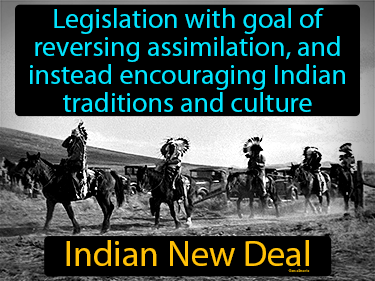 Legislation with goal of
reversing assimilation, and
instead encouraging Indian
traditions and culture
Indian New Deal